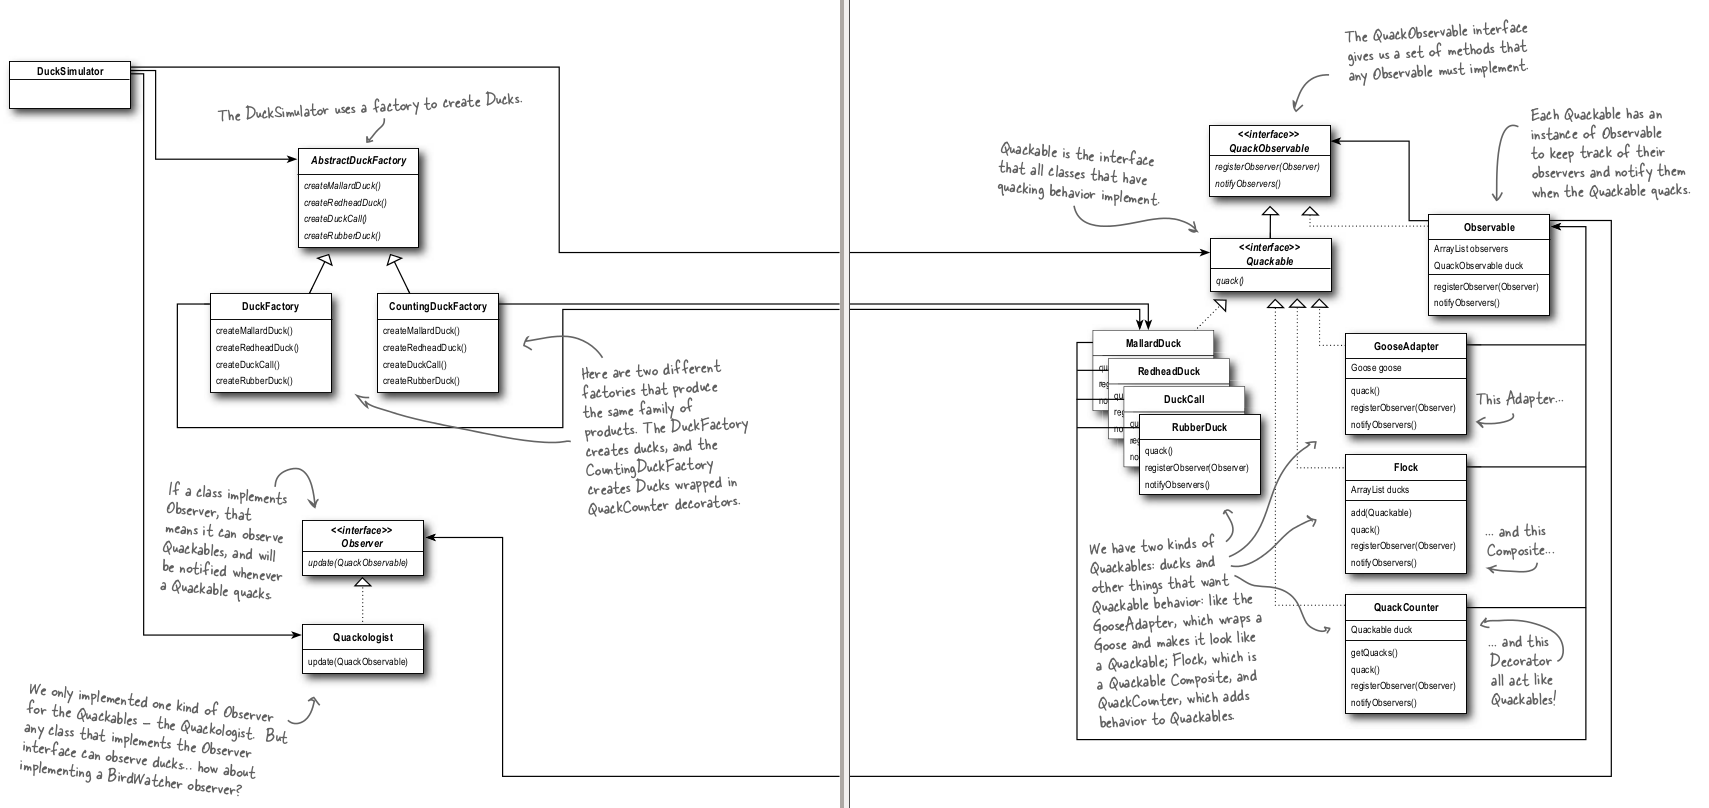 DuckSimulator
The DuckSimulator uses a factory to create Ducks.
AbstractDuckFactory
createMallardDuck()
createRedheadDuck()
createDuckCall()
createRubberDuck()
DuckFactory
createMallardDuck()
createRedheadDuck()
createDuckCall()
createRubberDuck()
CountingDuckFactory
createMallardDuck()
createRedheadDuck()
createDuckCall()
createRubberDuck()
Here are two different
factories that produce
the same family of
products. The DuckFactory
creates ducks, and the
CountingDuckFactory
creates Ducks wrapped in
QuackCounter decorators.
If a class implements
Observer, that
means it can observe
Quackables, and will
be notified whenever
a Quackable quacks.
<<interface>>
Observer
update(QuackObservable)
Quackologist
update(QuackObservable)
We only implemented one kind of Observer
for the Quackables – the Quackologist. But
any class that implements the Observer
interface can observe ducks... how about
implementing a BirdWatcher observer?
The QuackObservable interface
gives us a set of methods that
any Observable must implement.
<<interface>>
QuackObservable
registerObserver(Observer)
notifyObservers()
Each Quackable has an
instance of Observable
to keep track of their
observers and notify them
when the Quackable quacks.
Quackable is the interface
that all classes that have
quacking behavior implement.
<<interface>>
Quackable
quack()
Observable
ArrayList observers
QuackObservable duck
registerObserver(Observer)
notifyObservers()
MallardDuck
qu
reg
no
RedheadDuck
qu
reg
no
DuckCall
qu
reg
no
RubberDuck
quack()
registerObserver(Observer)
notifyObservers()
GooseAdapter
Goose goose
quack()
registerObserver(Observer)
notifyObservers()
This Adapter...
Flock
ArrayList ducks
add(Quackable)
quack()
registerObserver(Observer)
notifyObservers()
... and this
Composite...
QuackCounter
Quackable duck
getQuacks()
quack()
registerObserver(Observer)
notifyObservers()
... and this
Decorator
all act like
Quackables!
We have two kinds of
Quackables: ducks and
other things that want
Quackable behavior: like the
GooseAdapter, which wraps a
Goose and makes it look like
a Quackable; Flock, which is
a Quackable Composite, and
QuackCounter, which adds
behavior to Quackables.